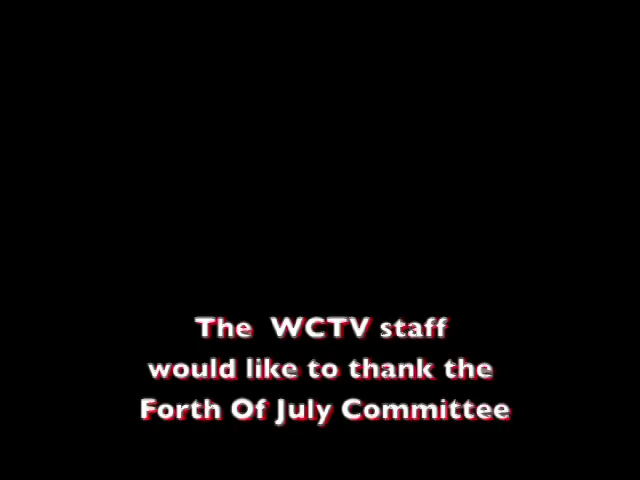 The WCTV staff
would like to thank the
Forth Of July Committee